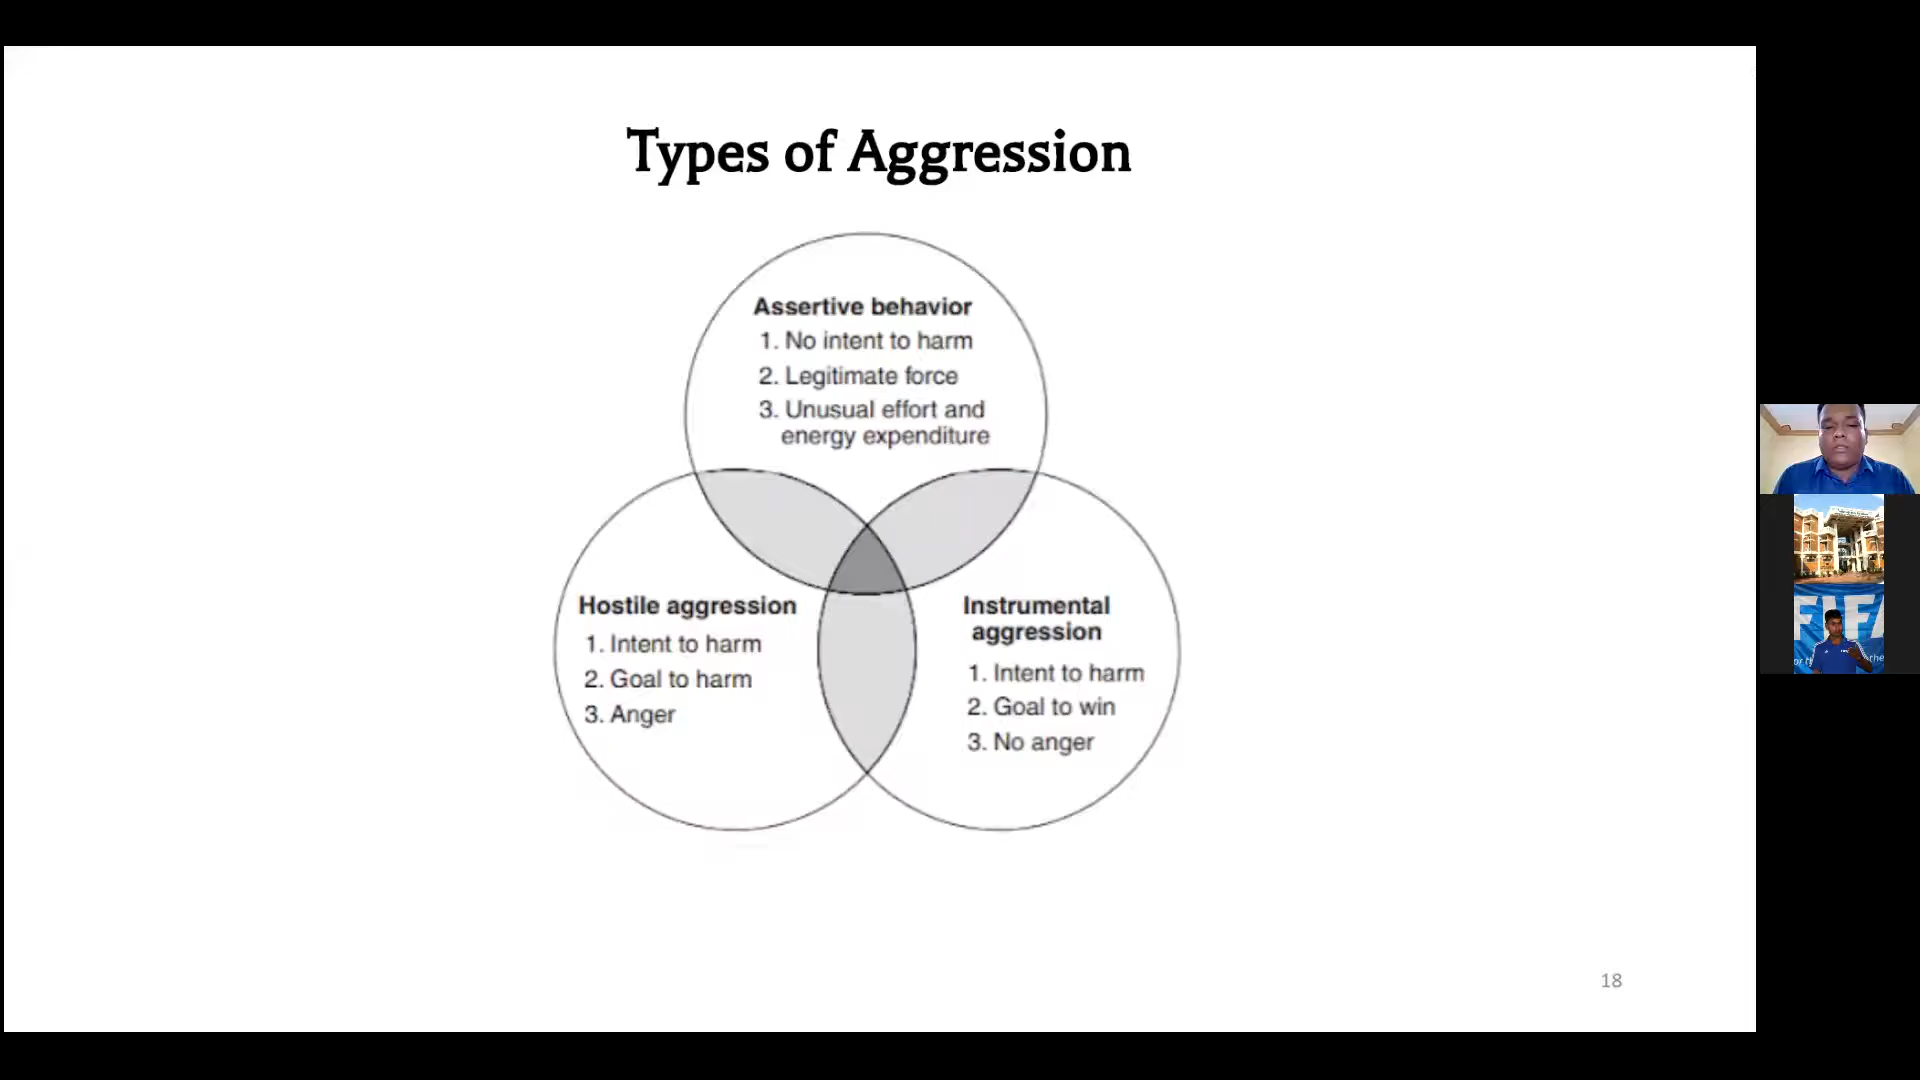 Types of Aggression
Assertive behavior
1. No intent to harm
2. Legitimate force
3. Unusual effort and
energy expenditure
Hostile aggression
1. Intent to harm
2. Goal to harm
3. Anger
Instrumental
aggression
1. Intent to harm
2. Goal to win
3. No anger
18
FIFA